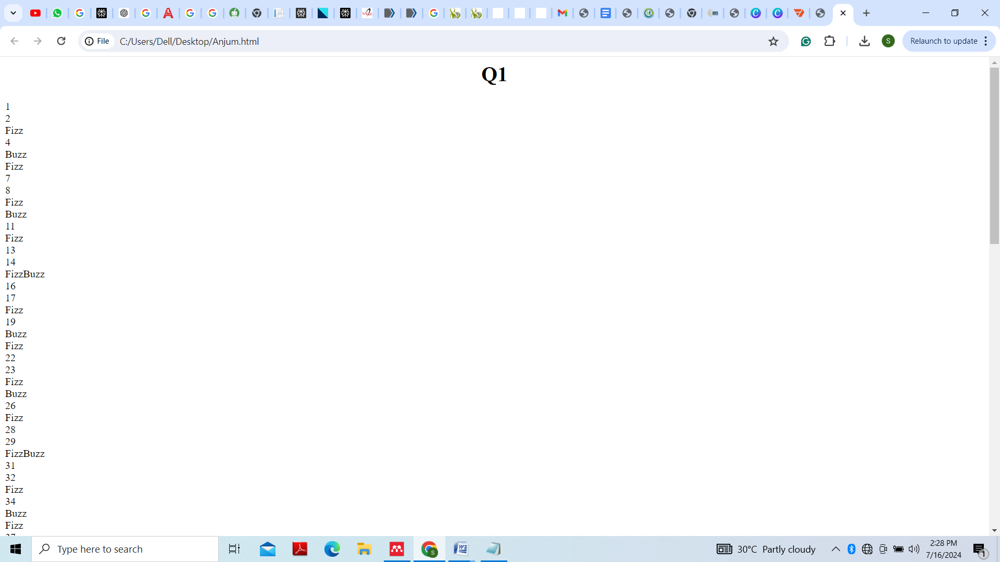 File C:/Users/Dell/Desktop/Anjum.html
S
Relaunch to update
Q1
1
2
Fizz
4
Buzz
Fizz
7
8
Fizz
Buzz
11
Fizz
13
14
FizzBuzz
16
17
Fizz
19
Buzz
Fizz
22
23
Fizz
Buzz
26
Fizz
28
29
FizzBuzz
31
32
Fizz
34
Buzz
Fizz
37
Type here to search
30°C Partly cloudy
2:28 PM
7/16/2024
1